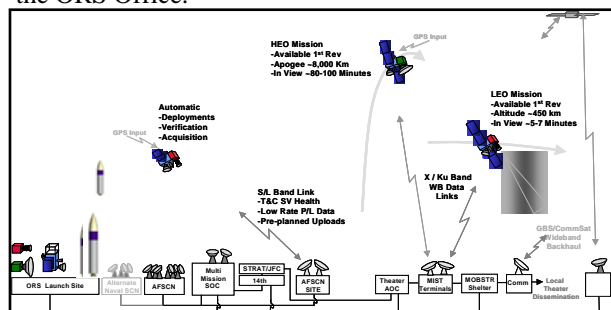 the ORS Office.
HEO Mission
-Available 1st Rev
-Apogee ~8,000 Km
-In View ~80-100 Minutes
GPS Input
LEO Mission
-Available 1st Rev
-Altitude ~450 km
-In View ~5-7 Minutes
Automatic
-Deployments
-Verification
-Acquisition
GPS Input
S/L Band Link
-T&C SV Health
-Low Rate P/L Data
-Pre-planned Uploads
X / Ku Band
WB Data
Links
GBS/CommSat
Wideband
Backhaul
ORS Launch Site
Alternate
Naval SCN
AFSCN
Multi
Mission
SOC
STRAT/JFC
14th
AFSCN
SITE
Theater
AOC
MIST
Terminals
MOBSTR
Shelter
Comm
Local
Theater
Dissemination